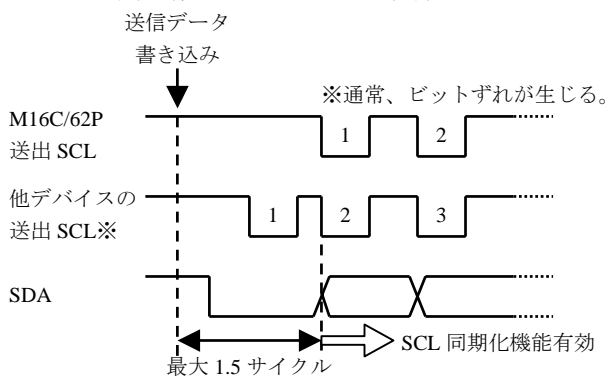 送信データ
書き込み
※通常、ビットずれが生じる。
M16C/62P
送出 SCL
1
2
他デバイスの
送出 SCL※
1
2
3
SDA
SCL 同期化機能有効
最大 1.5 サイクル